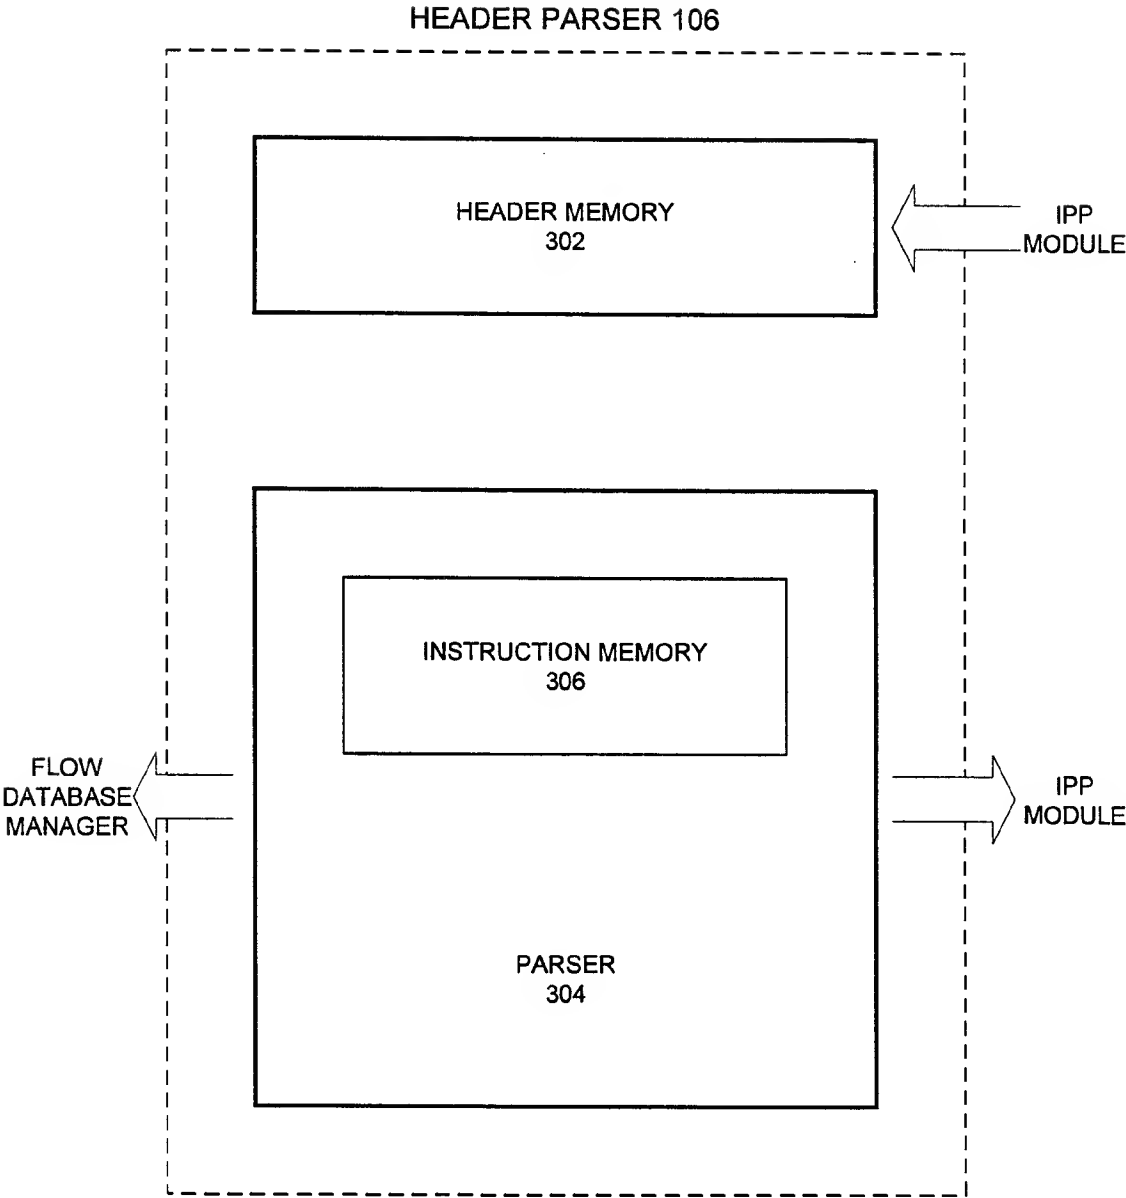 HEADER PARSER 106
HEADER MEMORY
302
IPP
MODULE
INSTRUCTION MEMORY
306
FLOW
DATABASE
MANAGER
IPP
MODULE
PARSER
304